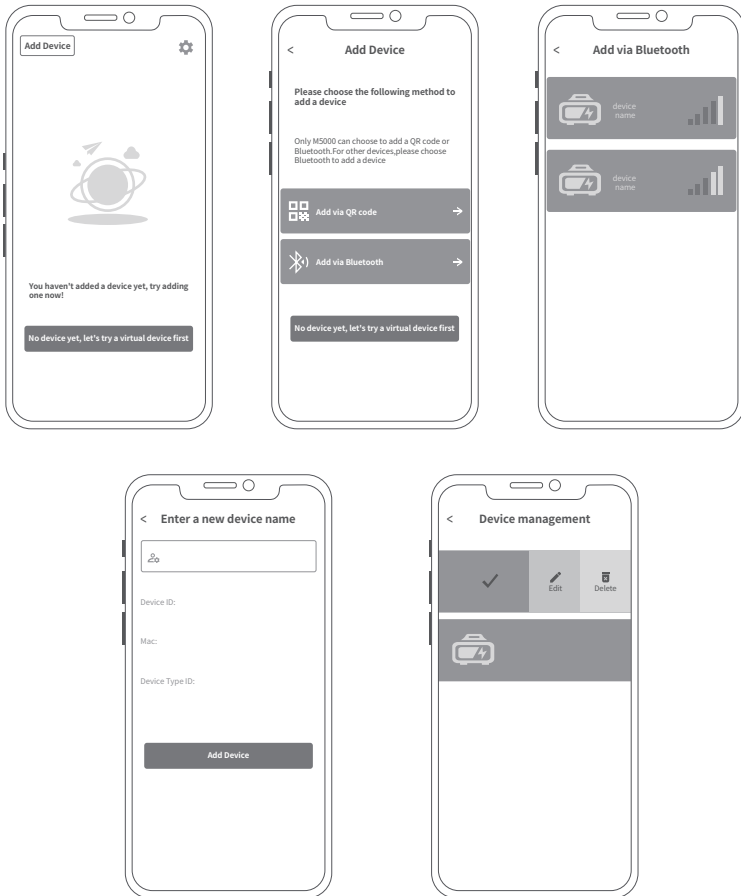 Add Device
You haven't added a device yet, try adding
one now!
No device yet, let's try a virtual device first
< Add Device
Please choose the following method to
add a device
Only M5000 can choose to add a QR code or
Bluetooth.For other devices,please choose
Bluetooth to add a device
Add via QR code
Add via Bluetooth
No device yet, let's try a virtual device first
< Add via Bluetooth
device
name
device
name
< Enter a new device name
Device ID:
Mac:
Device Type ID:
Add Device
< Device management
Edit
Delete